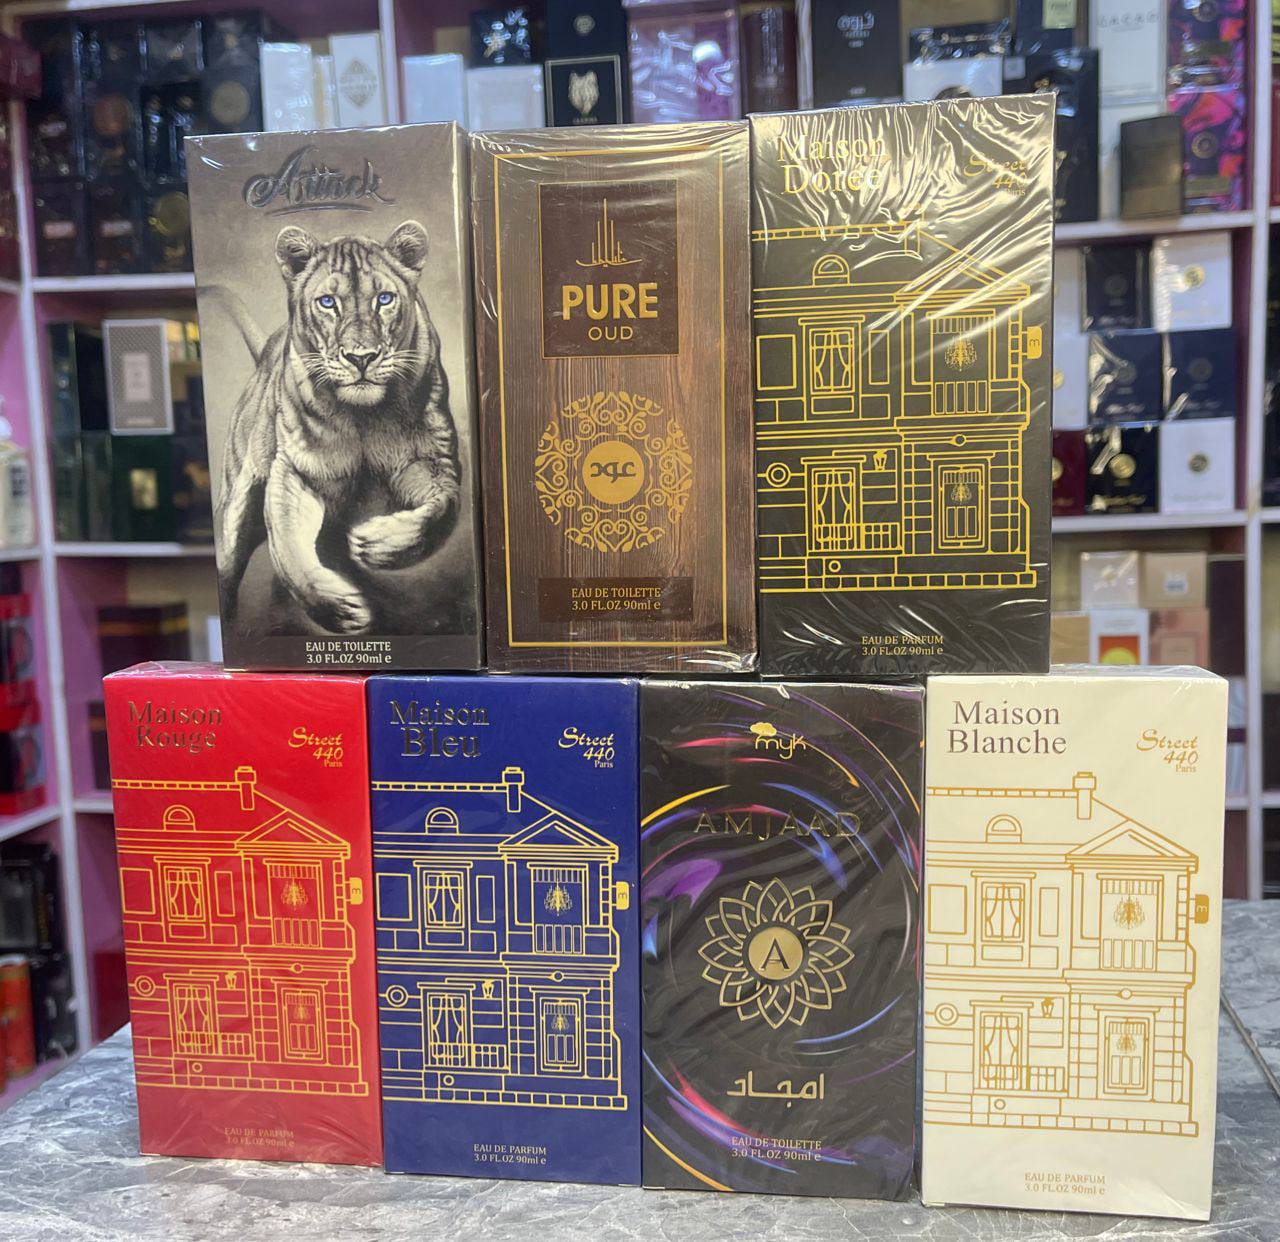 Attack
EAU DE TOILETTE
3.0 FL.OZ 90ml e
PURE
OUD
عود
EAU DE TOILETTE
3.0 FL.OZ 90ml e
Maison
Dorée
Street
440
Paris
EAU DE PARFUM
3.0 FL.OZ 90ml e
Maison
Rouge
Street
440
Paris
EAU DE PARFUM
3.0 FL.OZ 90ml e
Maison
Bleu
Street
440
Paris
EAU DE PARFUM
3.0 FL.OZ 90ml e
myk
AMJAAD
A
امجاد
EAU DE TOILETTE
3.0 FL.OZ 90ml e
Maison
Blanche
Street
440
Paris
EAU DE PARFUM
3.0 FL.OZ 90ml e